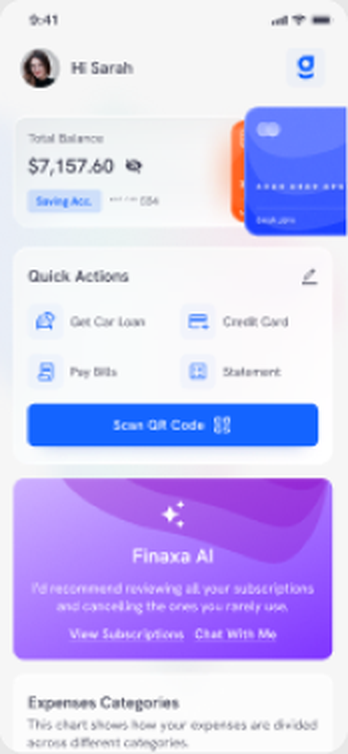 9:41
Hi Sarah
Total Balance
$7,157.60
Saving Acc.
Quick Actions
Get Car Loan
Credit Card
Pay Bills
Statement
Scan QR Code
Finaxa AI
I'd recommend reviewing all your subscriptions
and cancelling the ones you rarely use.
View Subscriptions Chat With Me
Expenses Categories
This chart shows how your expenses are divided
across different categories.